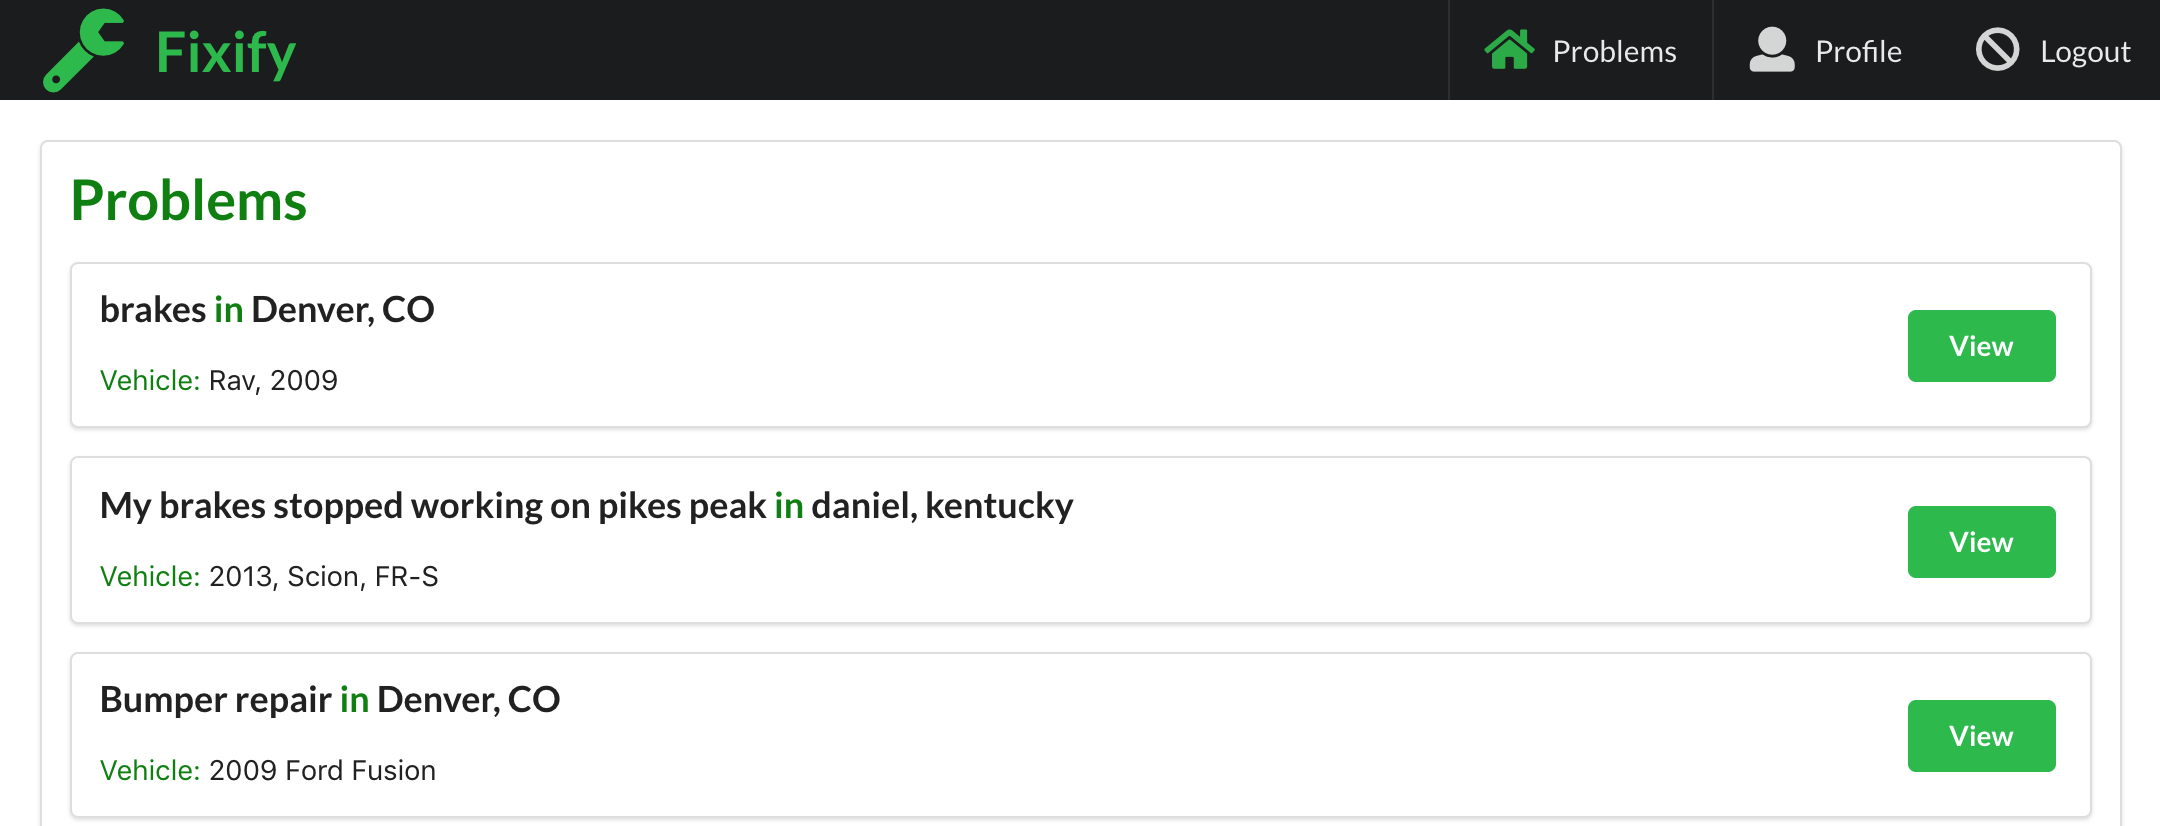 Fixify
Problems
Profile
Logout
Problems
brakes in Denver, CO
Vehicle: Rav, 2009
View
My brakes stopped working on pikes peak in daniel, kentucky
Vehicle: 2013, Scion, FR-S
View
Bumper repair in Denver, CO
Vehicle: 2009 Ford Fusion
View